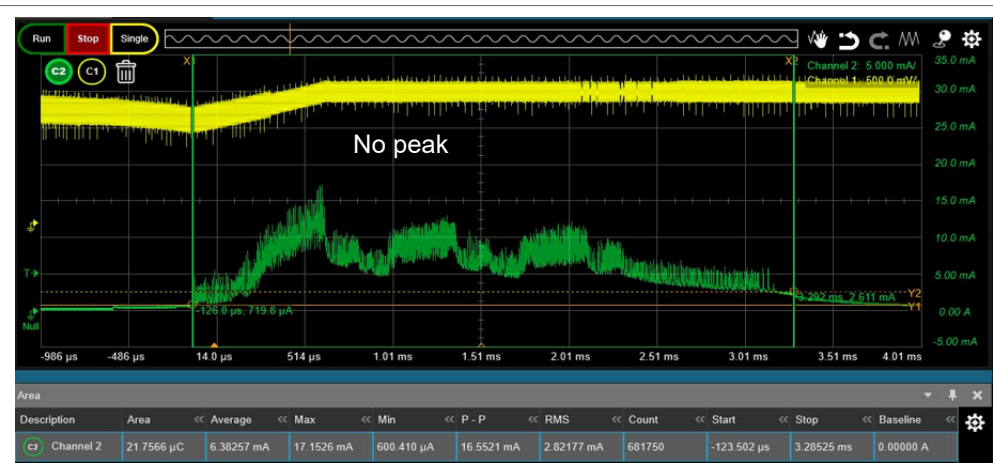 Run Stop Single
C2 C1
X1 X2 Channel 2: 5.000 mA/ 35.0 mA
Channel 1: 500.0 mV/
30.0 mA
No peak
25.0 mA
20.0 mA
15.0 mA
10.0 mA
T 5.00 mA
3.292 ms, 2.611 mA Y2
-126.0 µs, 719.8 µA Y1
0.00 A
Null
-5.00 mA
-986 µs -486 µs 14.0 µs 514 µs 1.01 ms 1.51 ms 2.01 ms 2.51 ms 3.01 ms 3.51 ms 4.01 ms
Area
Description Area Average Max Min P - P RMS Count Start Stop Baseline
C2 Channel 2 21.7566 µC 6.38257 mA 17.1526 mA 600.410 µA 16.5521 mA 2.82177 mA 681750 -123.502 µs 3.28525 ms 0.00000 A